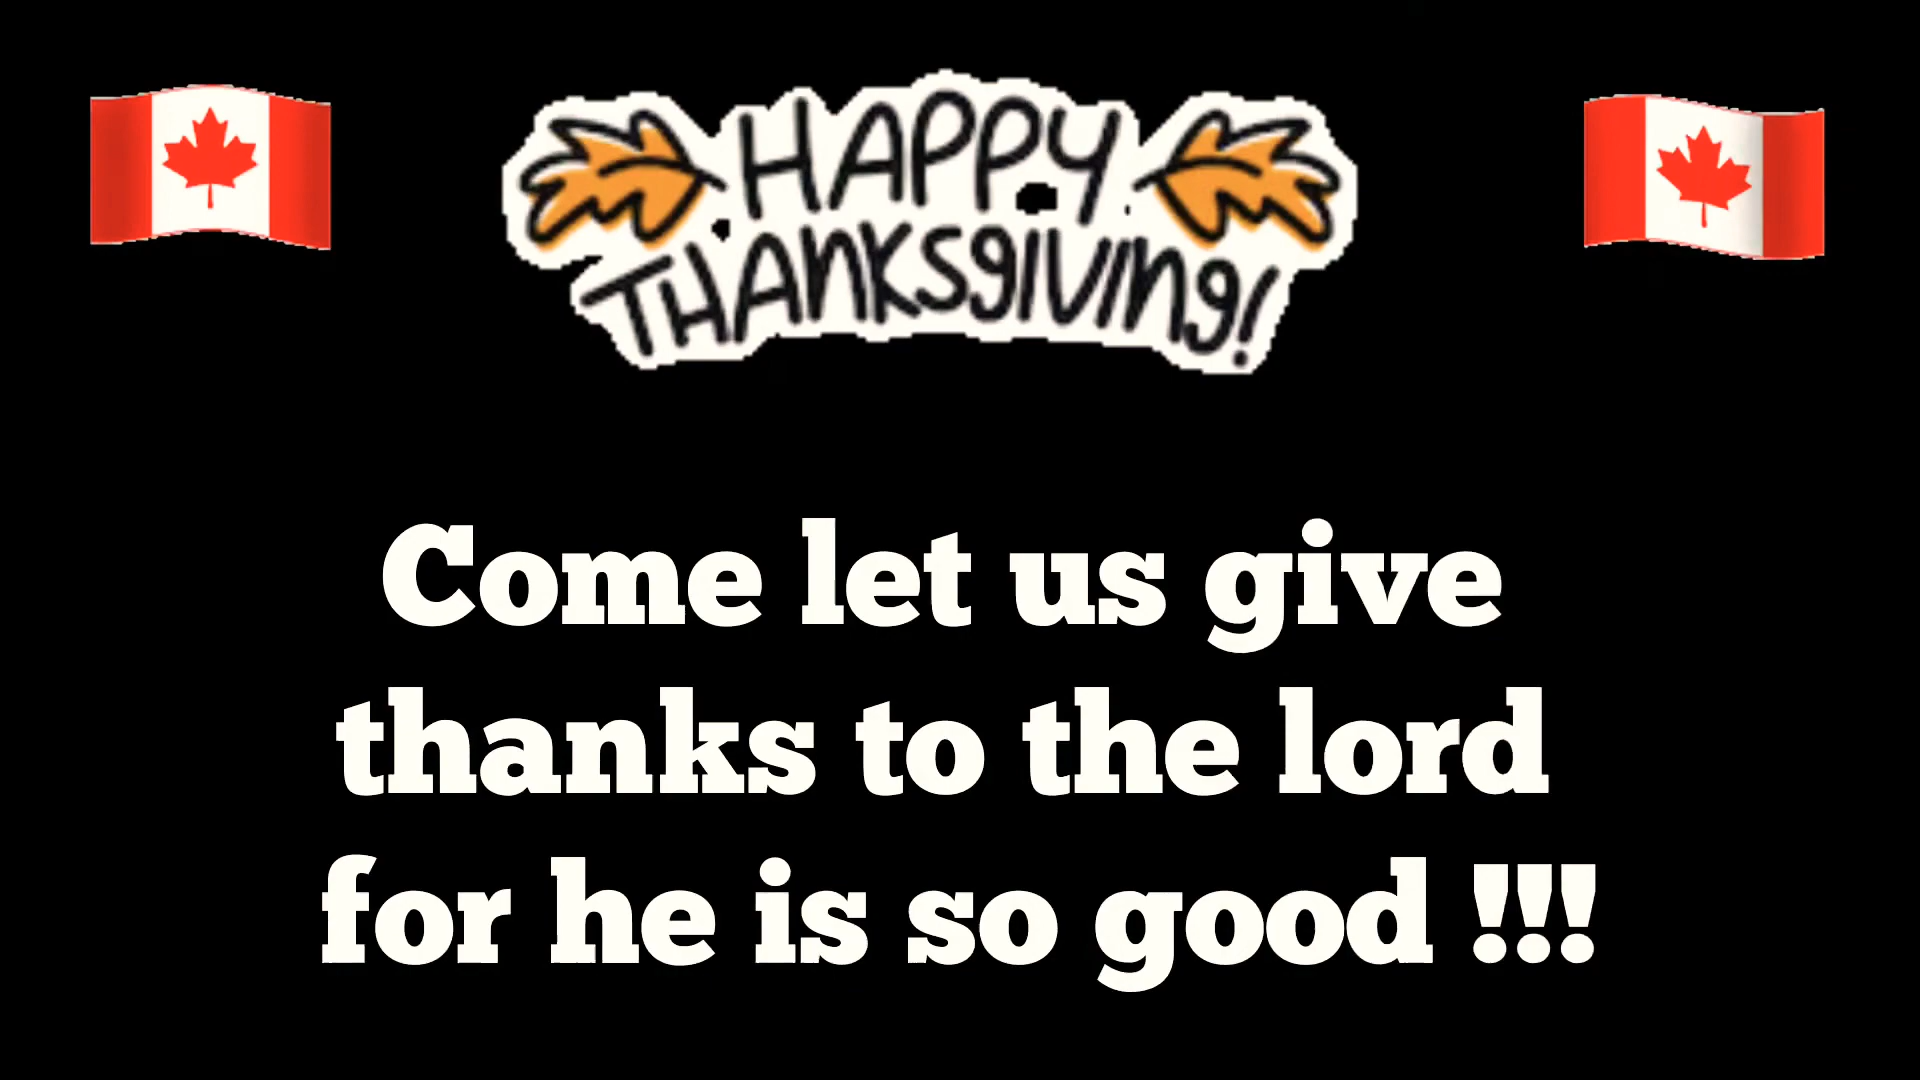 HAPPY
THANKSGIVING!
Come let us give
thanks to the lord
for he is so good !!!